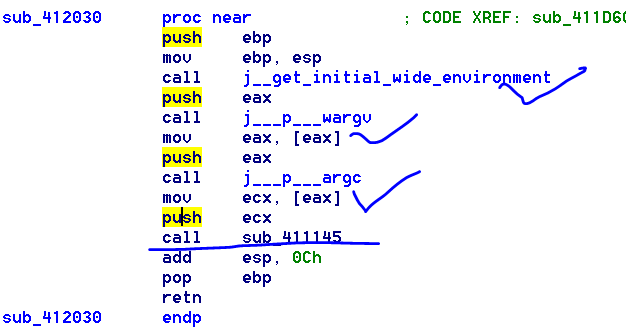 sub_412030 proc near ; CODE XREF: sub_411D60
push ebp
mov ebp, esp
call j__get_initial_wide_environment
push eax
call j___p___wargv
mov eax, [eax]
push eax
call j___p___argc
mov ecx, [eax]
push ecx
call sub_411145
add esp, 0Ch
pop ebp
retn
sub_412030 endp